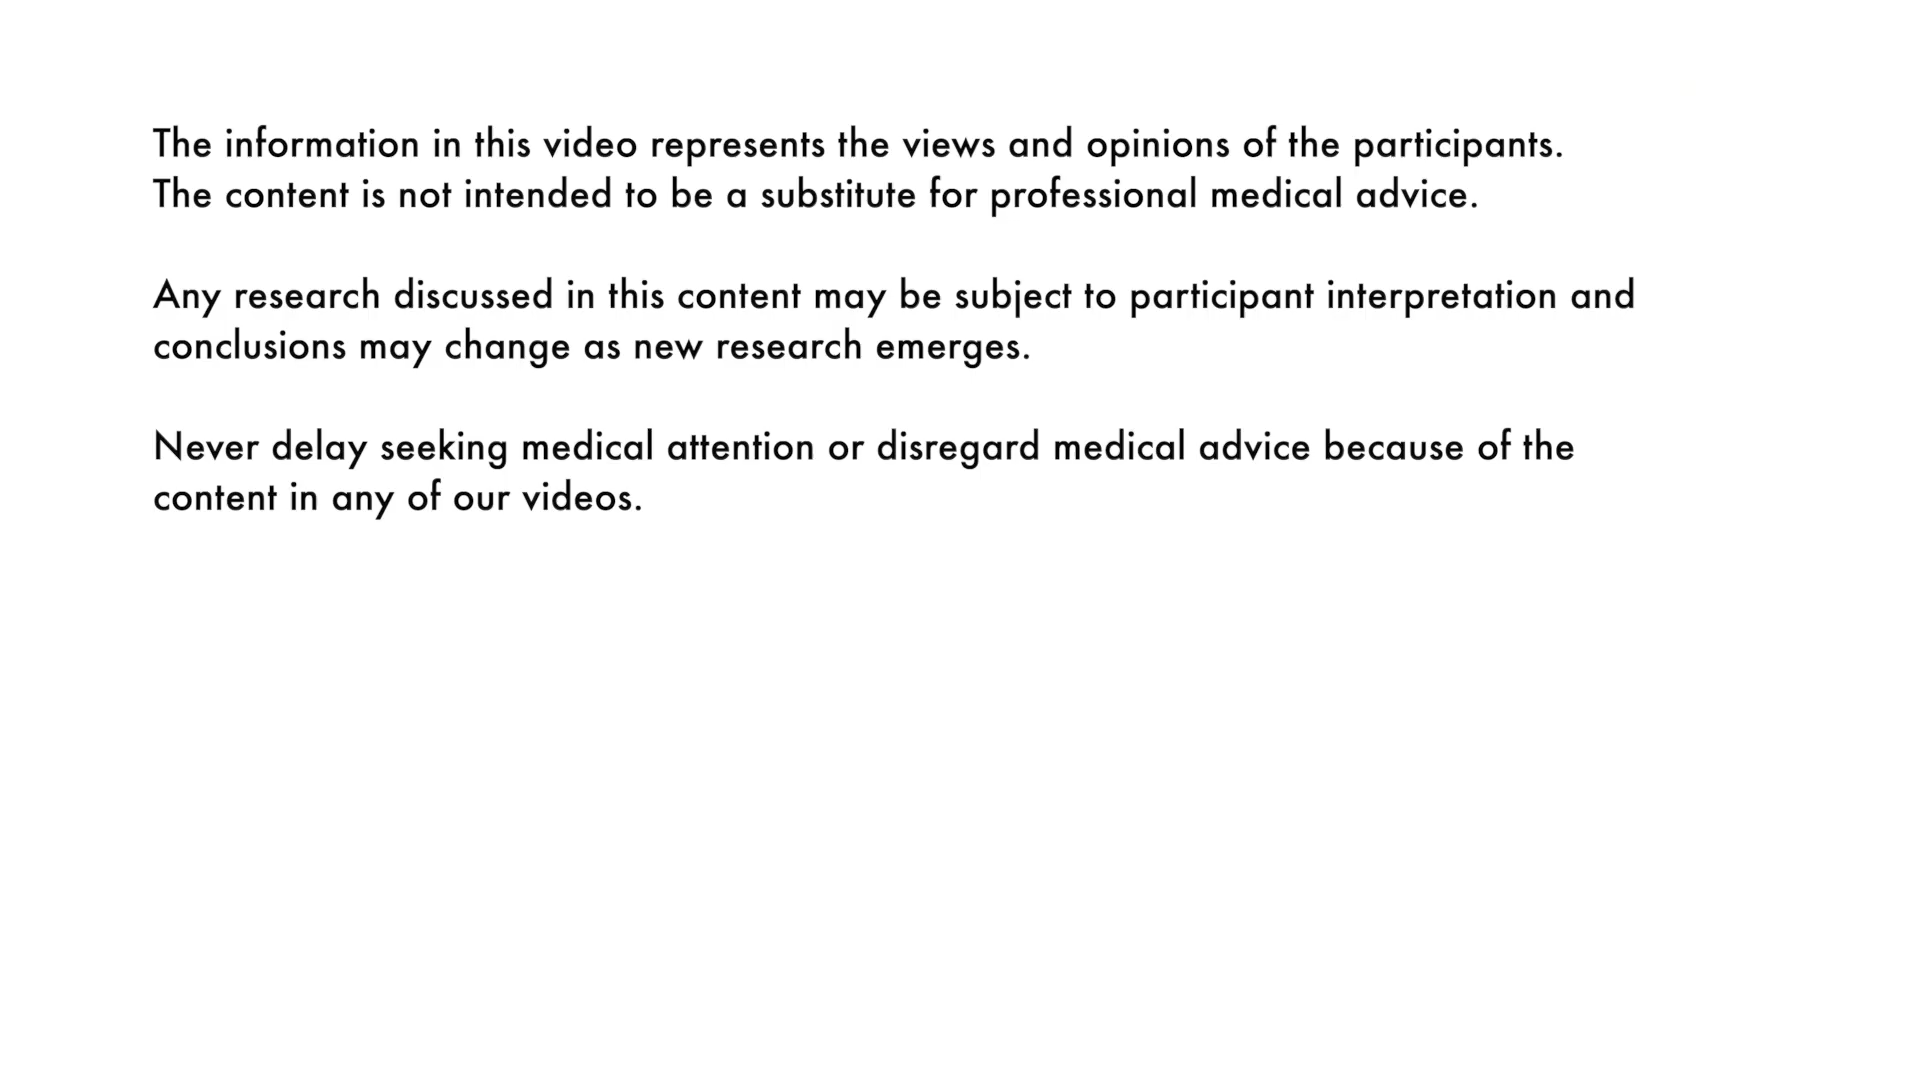 The information in this video represents the views and opinions of the participants.
The content is not intended to be a substitute for professional medical advice.
Any research discussed in this content may be subject to participant interpretation and
conclusions may change as new research emerges.
Never delay seeking medical attention or disregard medical advice because of the
content in any of our videos.